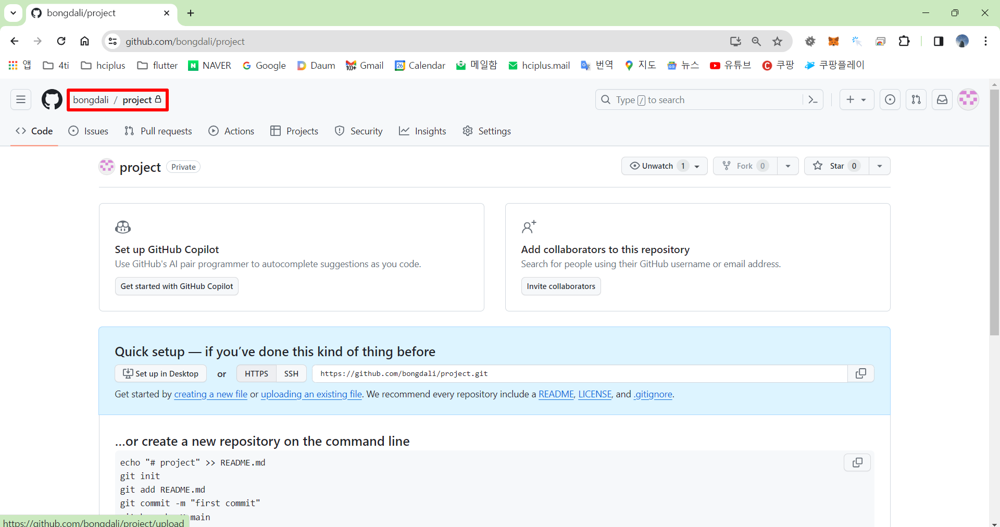 bongdali/project
github.com/bongdali/project
앱 4ti hciplus flutter NAVER Google Daum Gmail Calendar 메일함 hciplus.mail 번역 지도 뉴스 유튜브 쿠팡 쿠팡플레이
bongdali / project
Type / to search
Code Issues Pull requests Actions Projects Security Insights Settings
project Private
Unwatch 1 Fork 0 Star 0
Set up GitHub Copilot
Use GitHub's AI pair programmer to autocomplete suggestions as you code.
Get started with GitHub Copilot
Add collaborators to this repository
Search for people using their GitHub username or email address.
Invite collaborators
Quick setup — if you’ve done this kind of thing before
Set up in Desktop or HTTPS SSH https://github.com/bongdali/project.git
Get started by creating a new file or uploading an existing file. We recommend every repository include a README, LICENSE, and .gitignore.
…or create a new repository on the command line
echo "# project" >> README.md
git init
git add README.md
git commit -m "first commit"
main
https://github.com/bongdali/project/upload